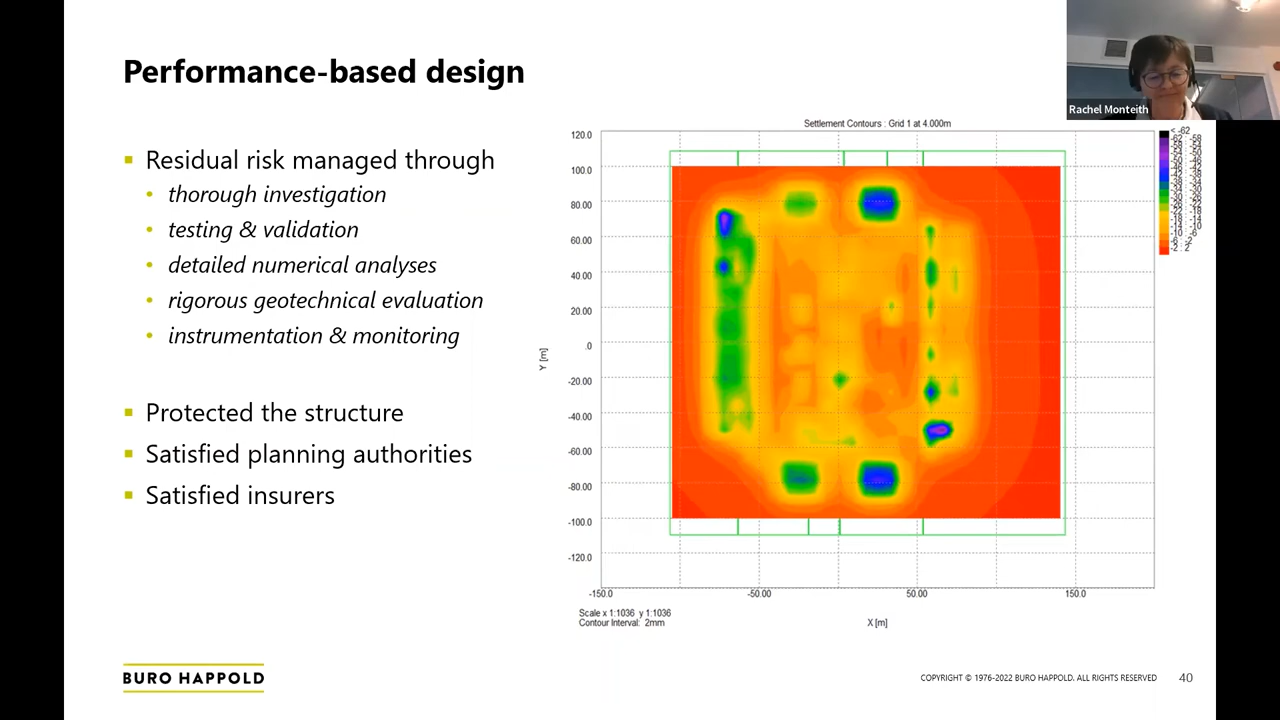 Performance-based design
Rachel Monteith
Residual risk managed through
thorough investigation
testing & validation
detailed numerical analyses
rigorous geotechnical evaluation
instrumentation & monitoring
Protected the structure
Satisfied planning authorities
Satisfied insurers
Settlement Contours : Grid 1 at 4.000m
120.0
100.0
80.00
60.00
40.00
20.00
.0
-20.00
-40.00
-60.00
-80.00
-100.0
-120.0
Y [m]
-150.0
-50.00
50.00
150.0
X [m]
Scale x 1:1036 y 1:1036
Contour Interval: 2mm
< -62
BURO HAPPOLD
COPYRIGHT © 1976-2022 BURO HAPPOLD. ALL RIGHTS RESERVED
40